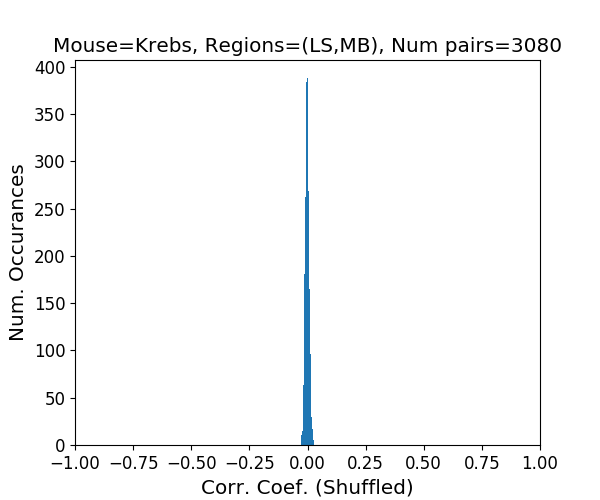 Mouse=Krebs, Regions=(LS,MB), Num pairs=3080
400
350
300
250
200
150
100
50
0
Num. Occurances
−1.00 −0.75 −0.50 −0.25 0.00 0.25 0.50 0.75 1.00
Corr. Coef. (Shuffled)